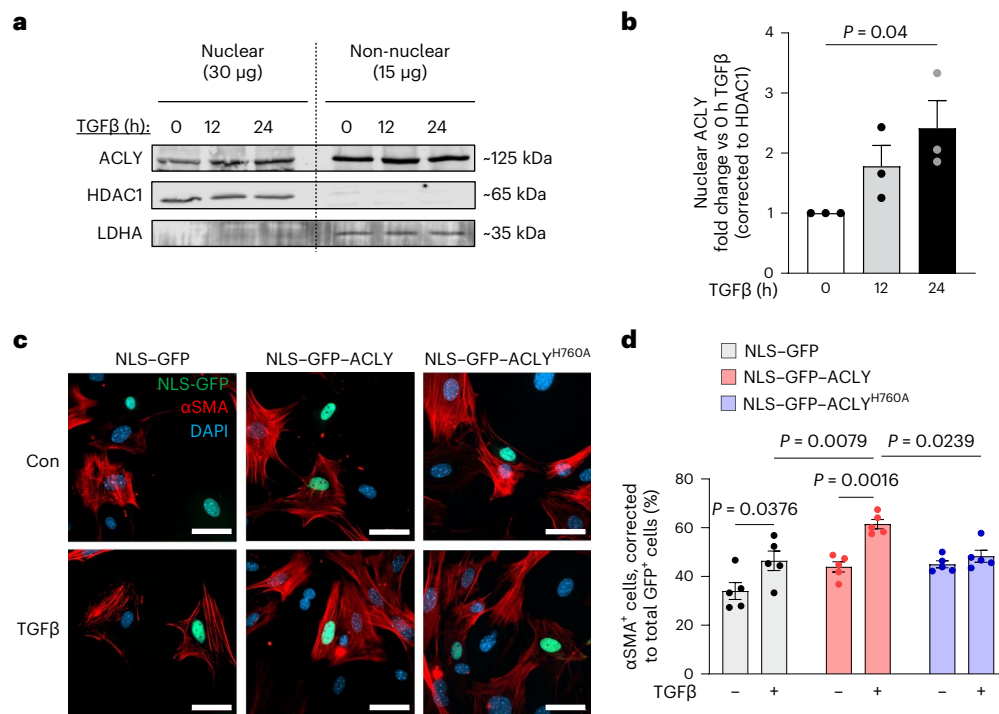 a
Nuclear
(30 µg)
Non-nuclear
(15 µg)
TGFβ (h):
0 12 24
0 12 24
ACLY
~125 kDa
HDAC1
~65 kDa
LDHA
~35 kDa
b
Nuclear ACLY
fold change vs 0 h TGFβ
(corrected to HDAC1)
4
3
2
1
0
P = 0.04
TGFβ (h)
0 12 24
c
NLS–GFP
NLS–GFP–ACLY
NLS–GFP–ACLYH760A
NLS-GFP
αSMA
DAPI
Con
TGFβ
d
NLS–GFP
NLS–GFP–ACLY
NLS–GFP–ACLYH760A
P = 0.0079
P = 0.0239
P = 0.0016
P = 0.0376
αSMA+ cells, corrected
to total GFP+ cells (%)
80
60
40
20
0
TGFβ
– + – + – +